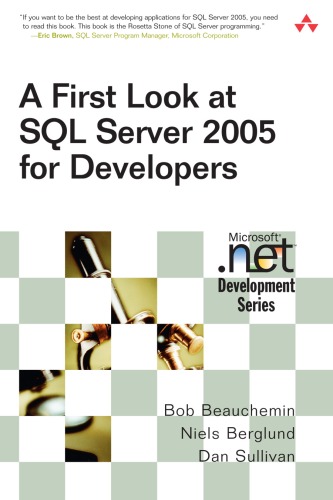 "If you want to be the best at developing applications for SQL Server 2005, you need
to read this book. This book is the Rosetta Stone of SQL Server programming."
—Eric Brown, SQL Server Program Manager, Microsoft Corporation
A First Look at
SQL Server 2005
for Developers
Microsoft®
.net
Development
Series
Bob Beauchemin
Niels Berglund
Dan Sullivan